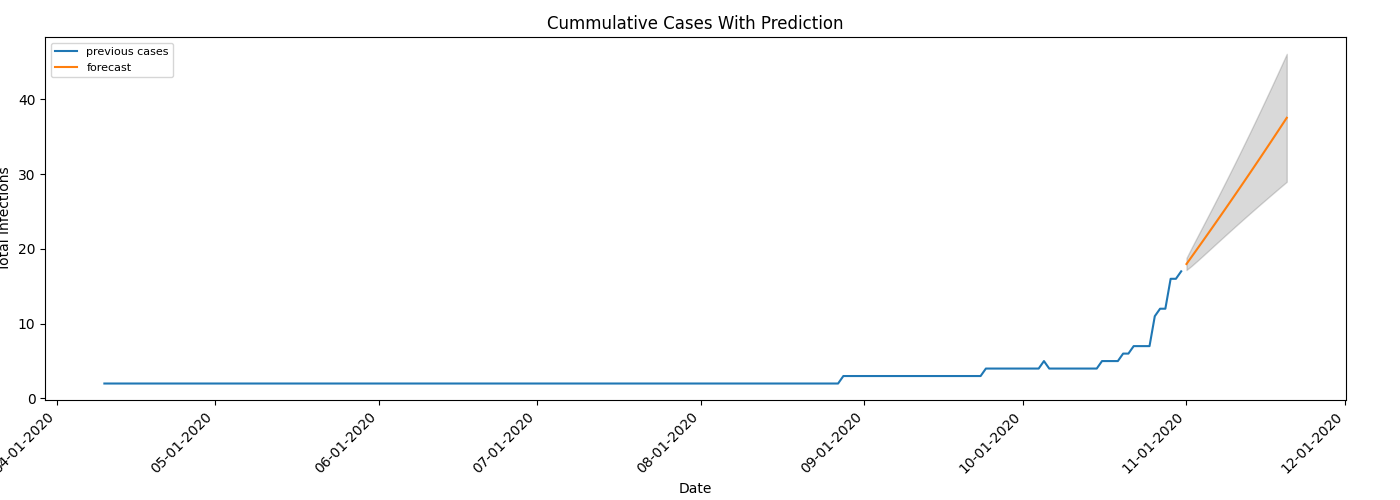 Cummulative Cases With Prediction
previous cases
forecast
Total Infections
40
30
20
10
0
04-01-2020
05-01-2020
06-01-2020
07-01-2020
08-01-2020
09-01-2020
10-01-2020
11-01-2020
12-01-2020
Date